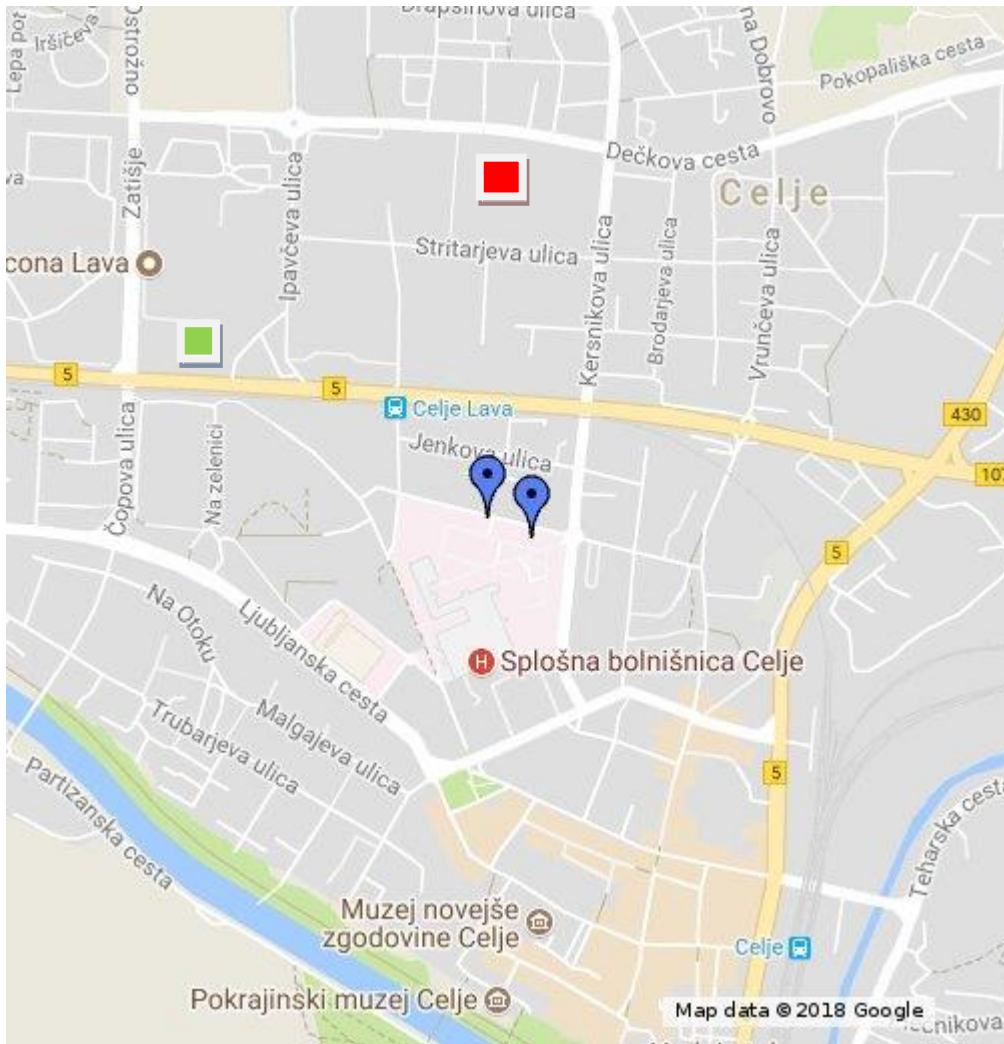 Drapšinova ulica
Lepa pot
Iršičeva
Ostrožno
na Dobrovo
Pokopališka cesta
Dečkova cesta
Zatišje
Celje
Ipavčeva ulica
Stritarjeva ulica
Kersnikova ulica
Brodarjeva ulica
Vrunčeva ulica
cona Lava
5
5
Celje Lava
430
Jenkova ulica
107
Čopova ulica
Na zelenici
5
Na Otoku
Ljubljanska cesta
H
Splošna bolnišnica Celje
Trubarjeva ulica
Malgajeva ulica
Partizanska cesta
5
Teharska cesta
Muzej novejše
zgodovine Celje
Celje
Pokrajinski muzej Celje
Map data © 2018 Google